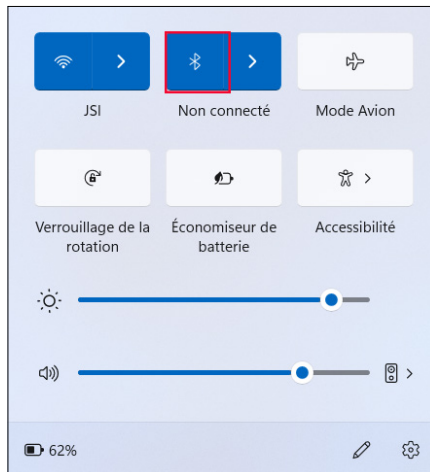 JSI
Non connecté
Mode Avion
Verrouillage de la
rotation
Économiseur de
batterie
Accessibilité
62%